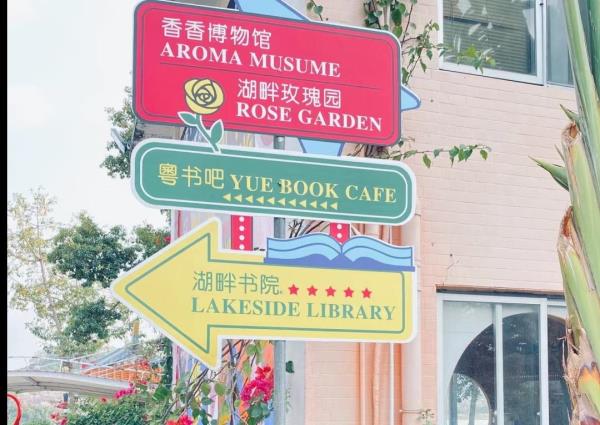 香香博物馆
AROMA MUSUME
湖畔玫瑰园
ROSE GARDEN
粤书吧 YUE BOOK CAFE
湖畔书院
LAKESIDE LIBRARY